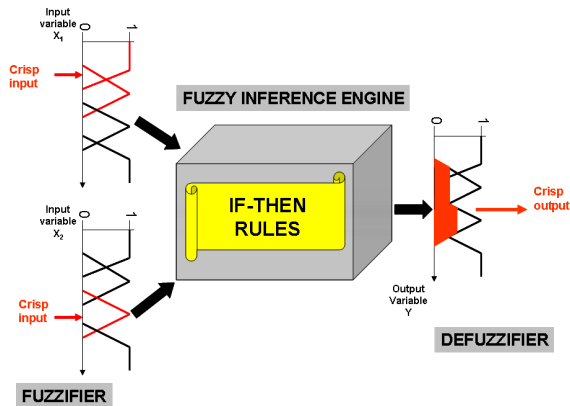 Input
variable
X1
0
1
Crisp
input
FUZZY INFERENCE ENGINE
IF-THEN
RULES
Input
variable
X2
0
1
Crisp
input
FUZZIFIER
0
1
Crisp
output
Output
Variable
Y
DEFUZZIFIER